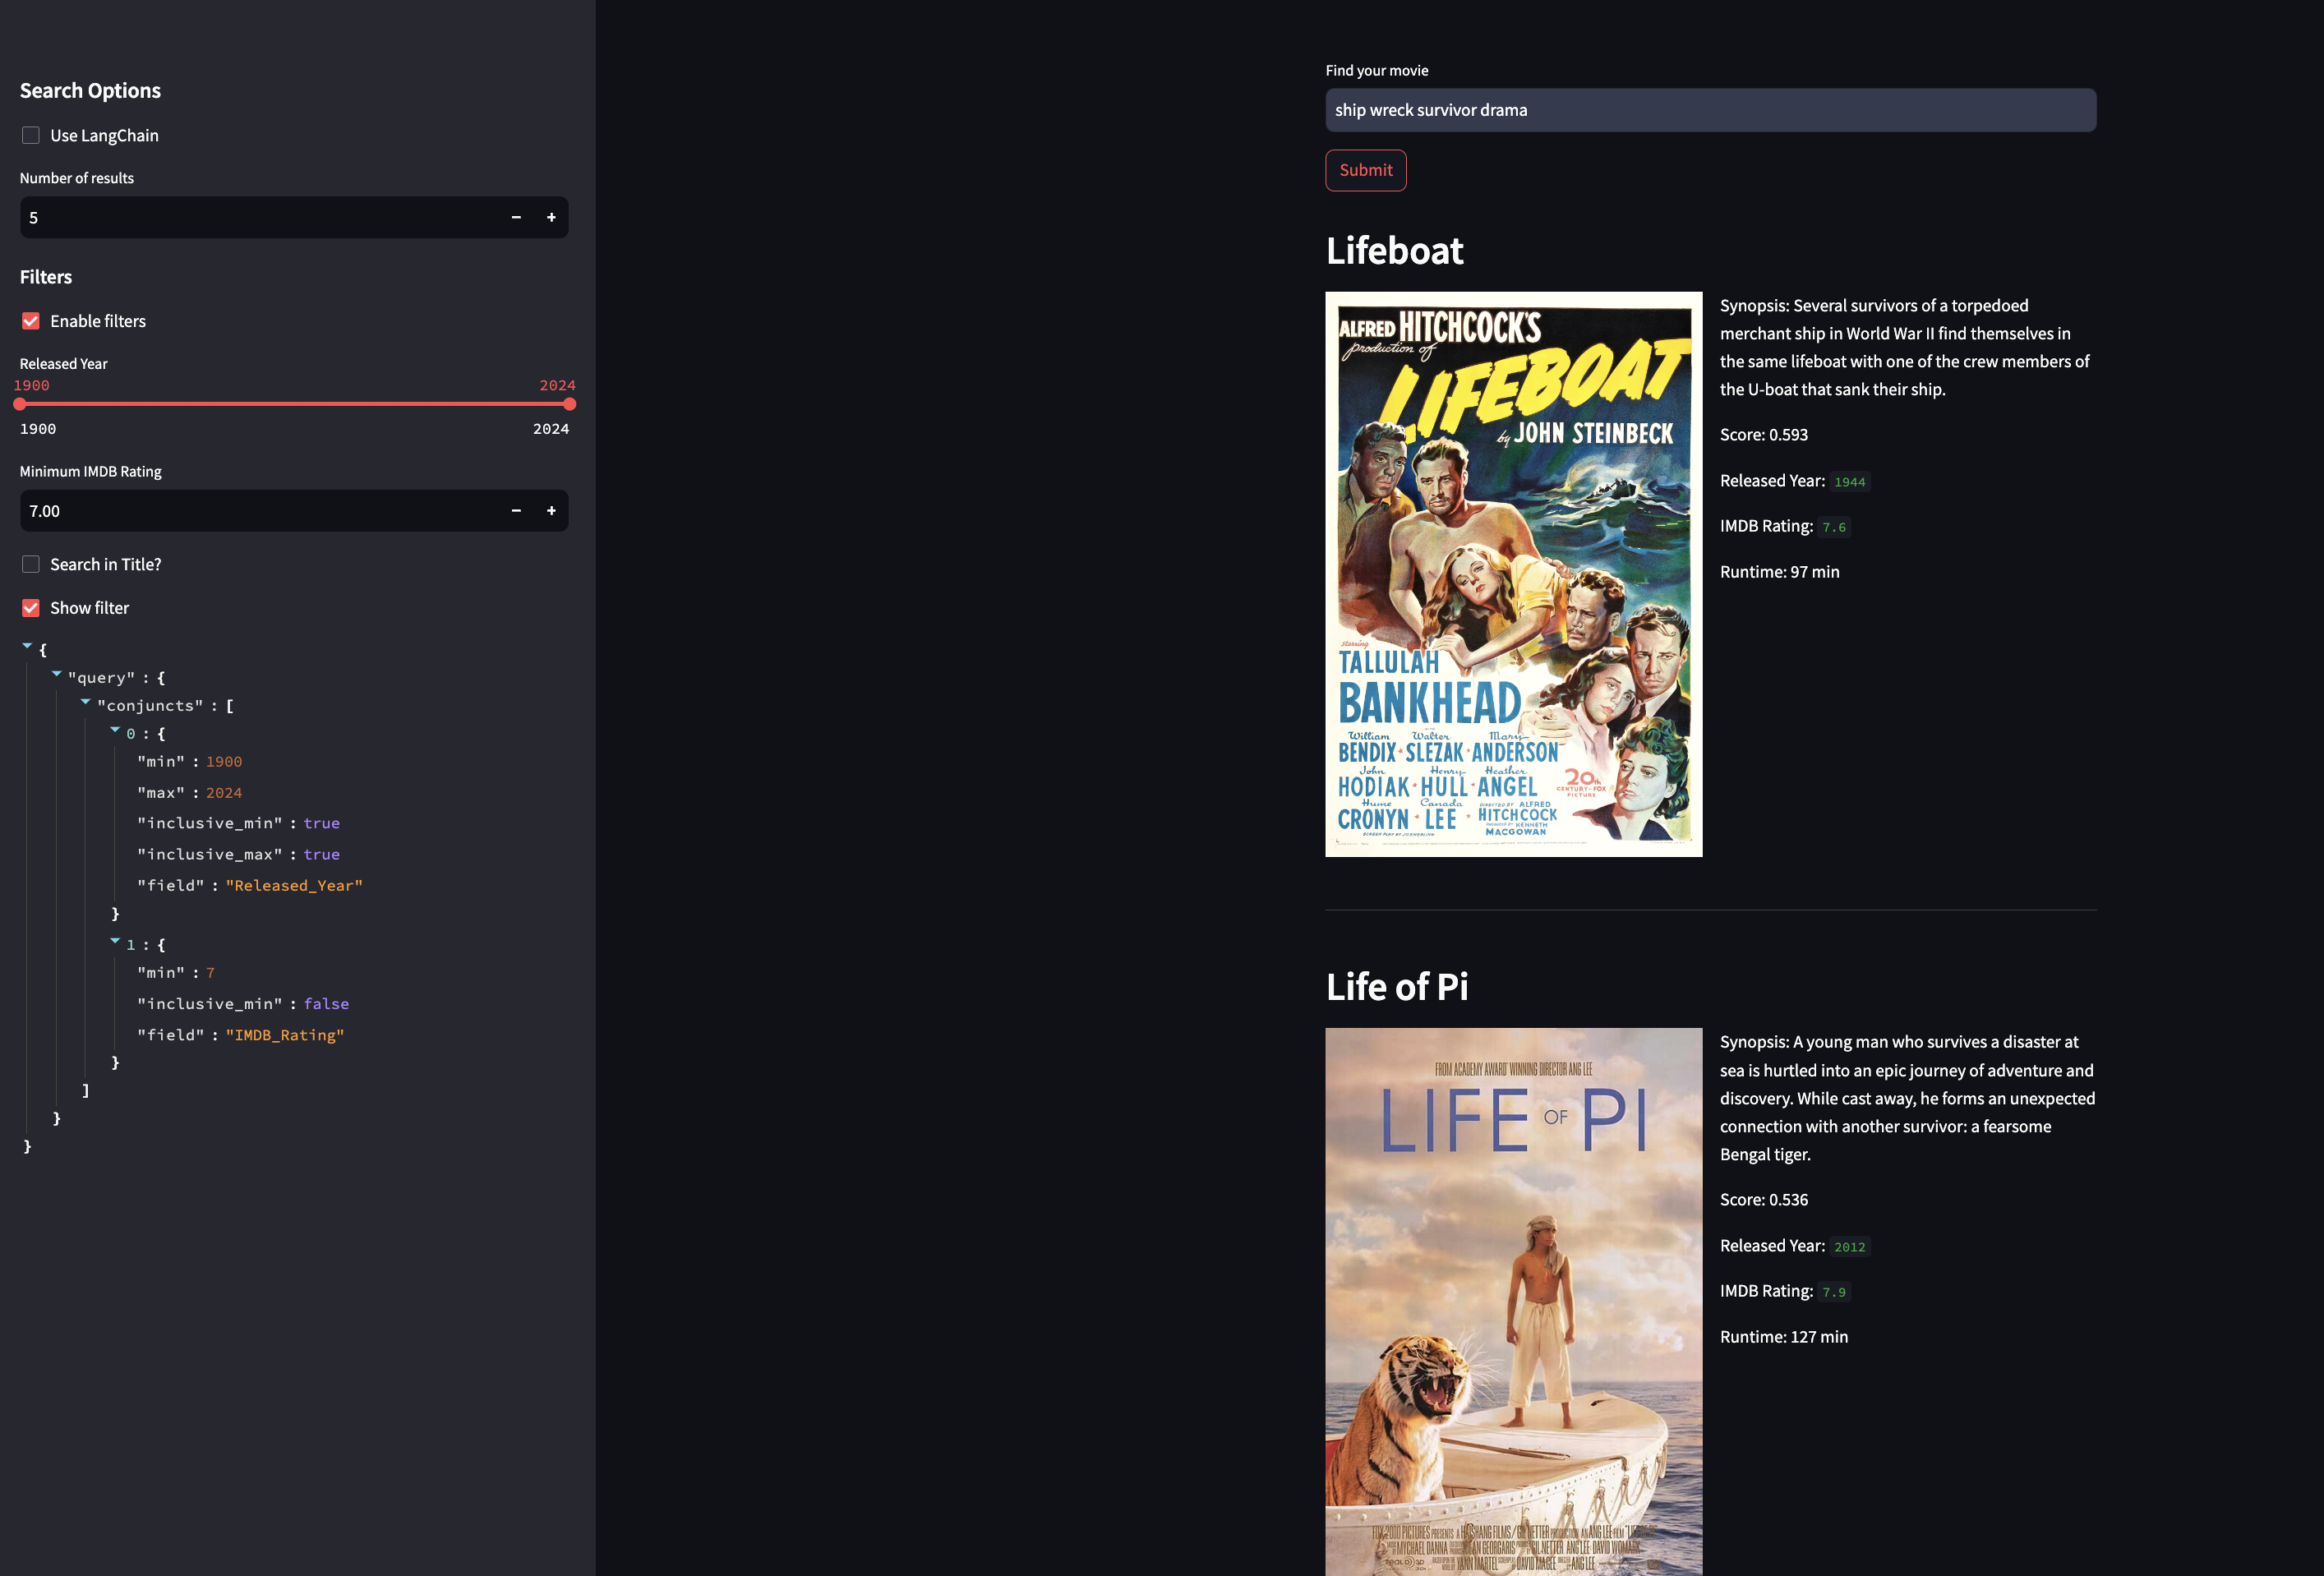 Search Options
Use LangChain
Number of results
5
Filters
Enable filters
Released Year
1900 2024
1900 2024
Minimum IMDB Rating
7.00
Search in Title?
Show filter
{
"query" : {
"conjuncts" : [
0 : {
"min" : 1900
"max" : 2024
"inclusive_min" : true
"inclusive_max" : true
"field" : "Released_Year"
}
1 : {
"min" : 7
"inclusive_min" : false
"field" : "IMDB_Rating"
}
]
}
}
Find your movie
ship wreck survivor drama
Submit
Lifeboat
ALFRED HITCHCOCK'S
production of
LIFEBOAT
by JOHN STEINBECK
starring
TALLULAH
BANKHEAD
William Walter Mary
BENDIX SLEZAK ANDERSON
John Henry Heather
HODIAK HULL ANGEL
Hume Canada
CRONYN LEE
DIRECTED BY ALFRED
HITCHCOCK
PRODUCED BY KENNETH
MACGOWAN
20th
CENTURY-FOX
PICTURE
Synopsis: Several survivors of a torpedoed
merchant ship in World War II find themselves in
the same lifeboat with one of the crew members of
the U-boat that sank their ship.
Score: 0.593
Released Year: 1944
IMDB Rating: 7.6
Runtime: 97 min
Life of Pi
FROM ACADEMY AWARD WINNING DIRECTOR ANG LEE
LIFE OF PI
Synopsis: A young man who survives a disaster at
sea is hurtled into an epic journey of adventure and
discovery. While cast away, he forms an unexpected
connection with another survivor: a fearsome
Bengal tiger.
Score: 0.536
Released Year: 2012
IMDB Rating: 7.9
Runtime: 127 min